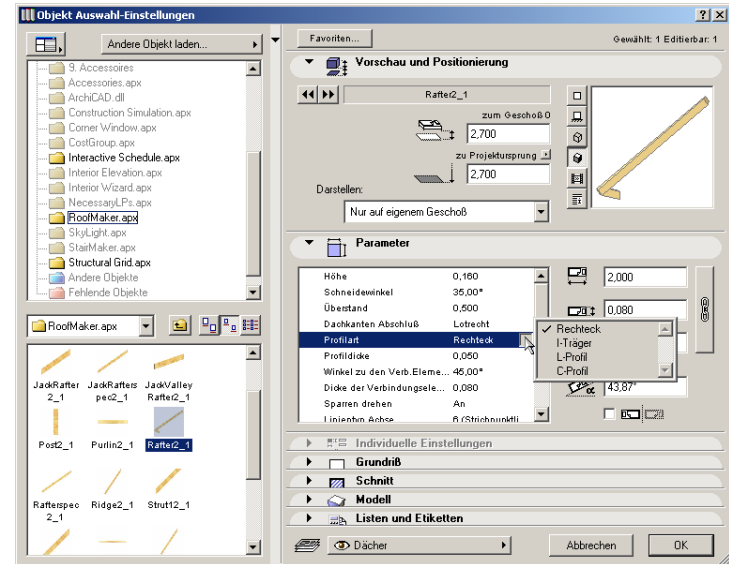 Objekt Auswahl-Einstellungen
Andere Objekt laden...
9. Accessoires
Accessories.apx
ArchiCAD.dll
Construction Simulation.apx
Corner Window.apx
CostGroup.apx
Interactive Schedule.apx
Interior Elevation.apx
Interior Wizard.apx
NecessaryLPs.apx
RoofMaker.apx
SkyLight.apx
StairMaker.apx
Structural Grid.apx
Andere Objekte
Fehlende Objekte
RoofMaker.apx
JackRafter 2_1
JackRafters pec2_1
JackValley Rafter2_1
Post2_1
Purlin2_1
Rafter2_1
Rafterspec 2_1
Ridge2_1
Strut12_1
Favoriten...
Gewählt: 1 Editierbar: 1
Vorschau und Positionierung
Rafter2_1
zum Geschoß 0
2,700
zu Projektursprung
2,700
Darstellen:
Nur auf eigenem Geschoß
Parameter
Höhe 0,160
Schneidewinkel 35,00°
Überstand 0,500
Dachkanten Abschluß Lotrecht
Profilart Rechteck
Profildicke 0,050
Winkel zu den Verb.Eleme... 45,00°
Dicke der Verbindungsele... 0,080
Sparren drehen An
Linientyp Achse 6 (Strichpunktli
2,000
0,080
Rechteck
I-Träger
L-Profil
C-Profil
43,87°
Individuelle Einstellungen
Grundriß
Schnitt
Modell
Listen und Etiketten
Dächer
Abbrechen
OK